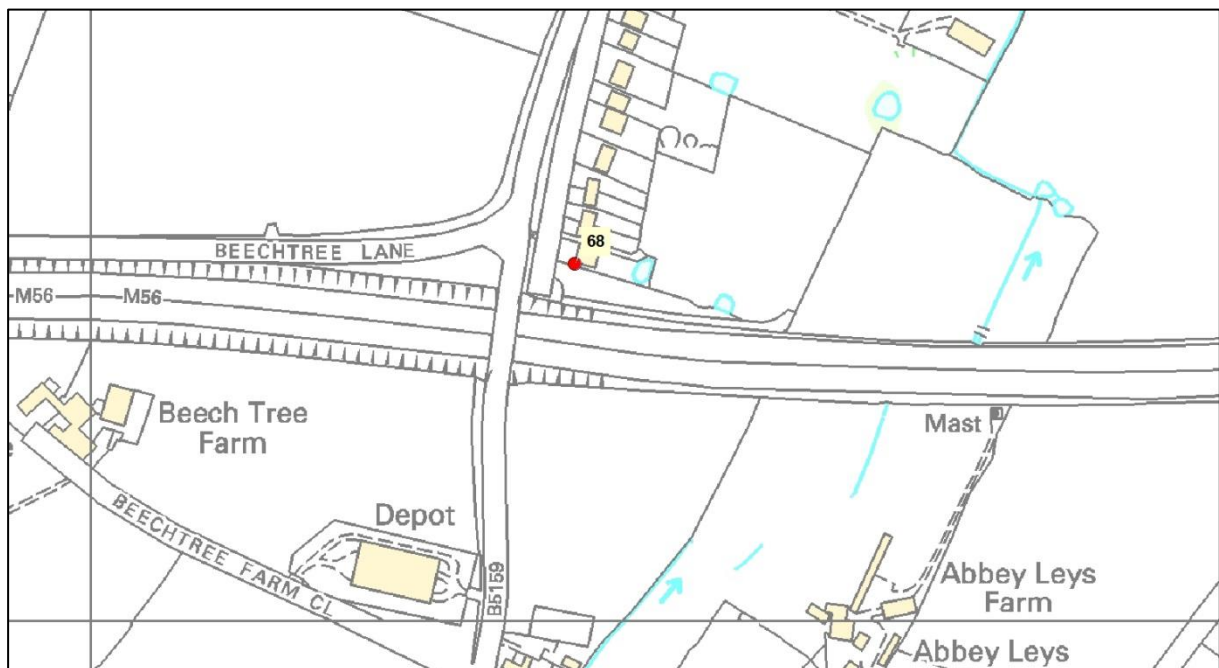 68
BEECHTREE LANE
M56
M56
Beech Tree
Farm
Mast
Depot
BEECHTREE FARM CL
B5159
Abbey Leys
Farm
Abbey Leys